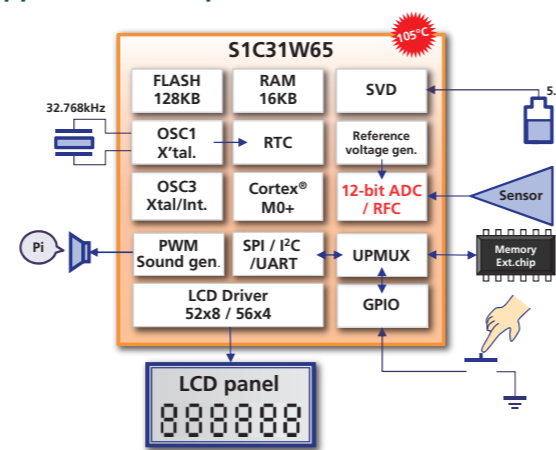 S1C31W65
105°C
FLASH
128KB
RAM
16KB
SVD
5.
32.768kHz
OSC1
X'tal.
RTC
Reference
voltage gen.
OSC3
Xtal/Int.
Cortex®
M0+
12-bit ADC
/ RFC
Sensor
Pi
PWM
Sound gen.
SPI / I²C
/UART
UPMUX
Memory
Ext.chip
LCD Driver
52x8 / 56x4
GPIO
LCD panel
888888